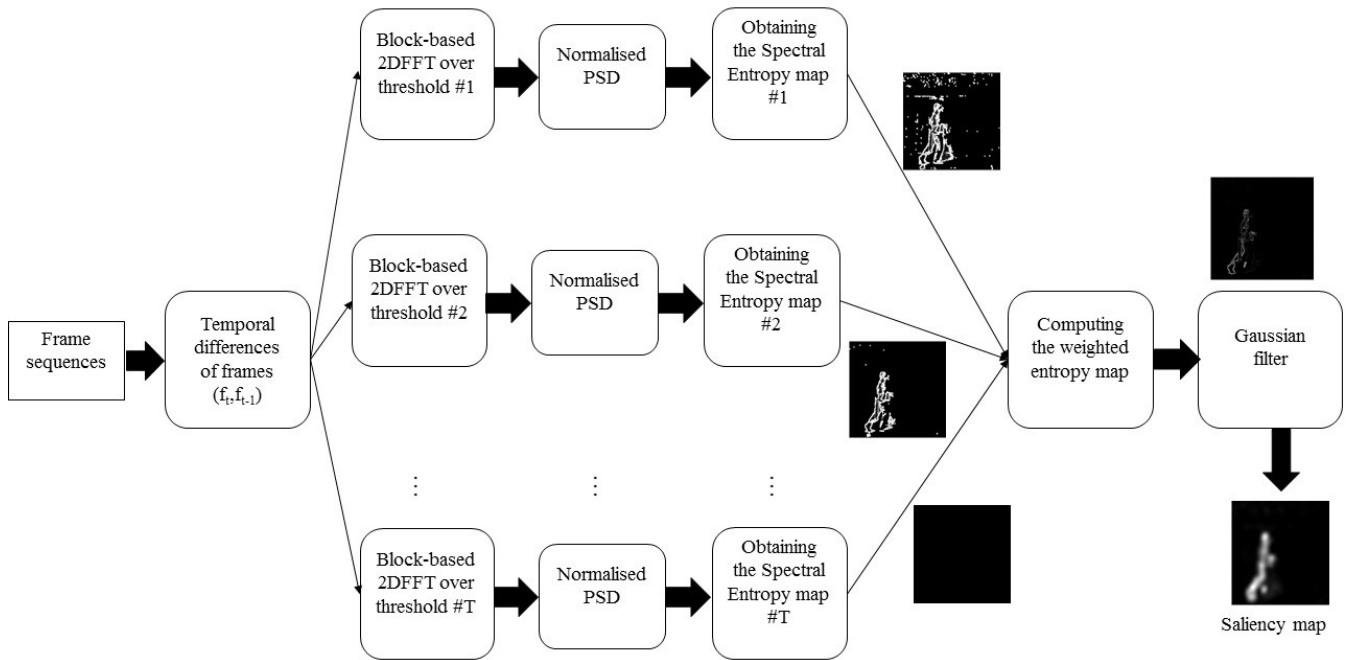 Block-based
2DFFT over
threshold #1
Normalised
PSD
Obtaining
the Spectral
Entropy map
#1
Block-based
2DFFT over
threshold #2
Normalised
PSD
Obtaining
the Spectral
Entropy map
#2
Frame
sequences
Temporal
differences
of frames
(fₜ,fₜ₋₁)
Computing
the weighted
entropy map
Gaussian
filter
⋮
⋮
⋮
Block-based
2DFFT over
threshold #T
Normalised
PSD
Obtaining
the Spectral
Entropy map
#T
Saliency map